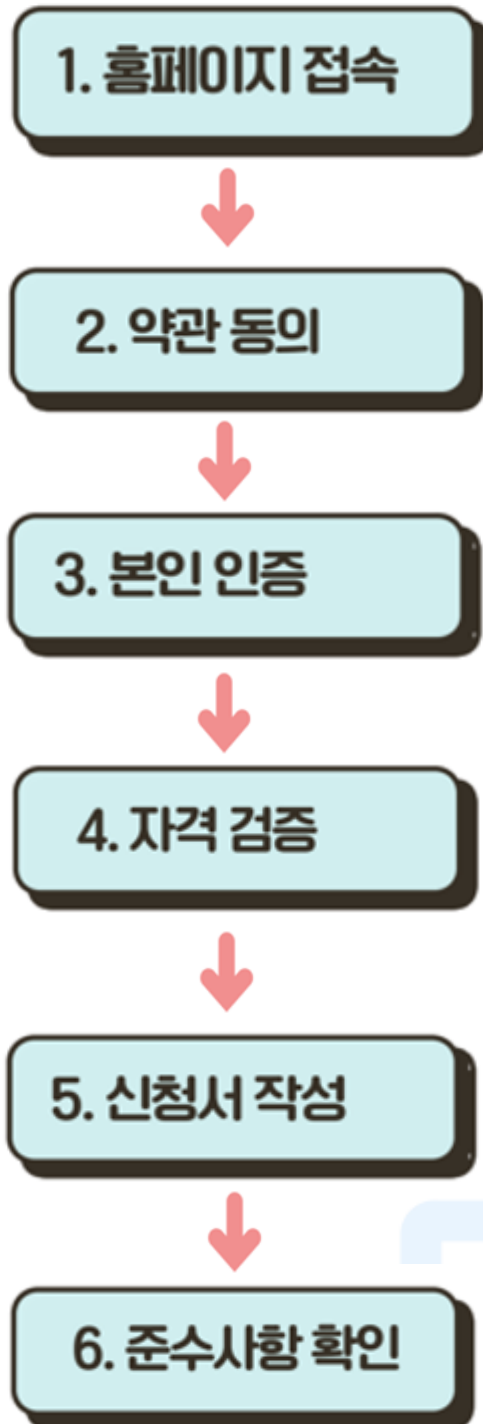 1. 홈페이지 접속
2. 약관 동의
3. 본인 인증
4. 자격 검증
5. 신청서 작성
6. 준수사항 확인